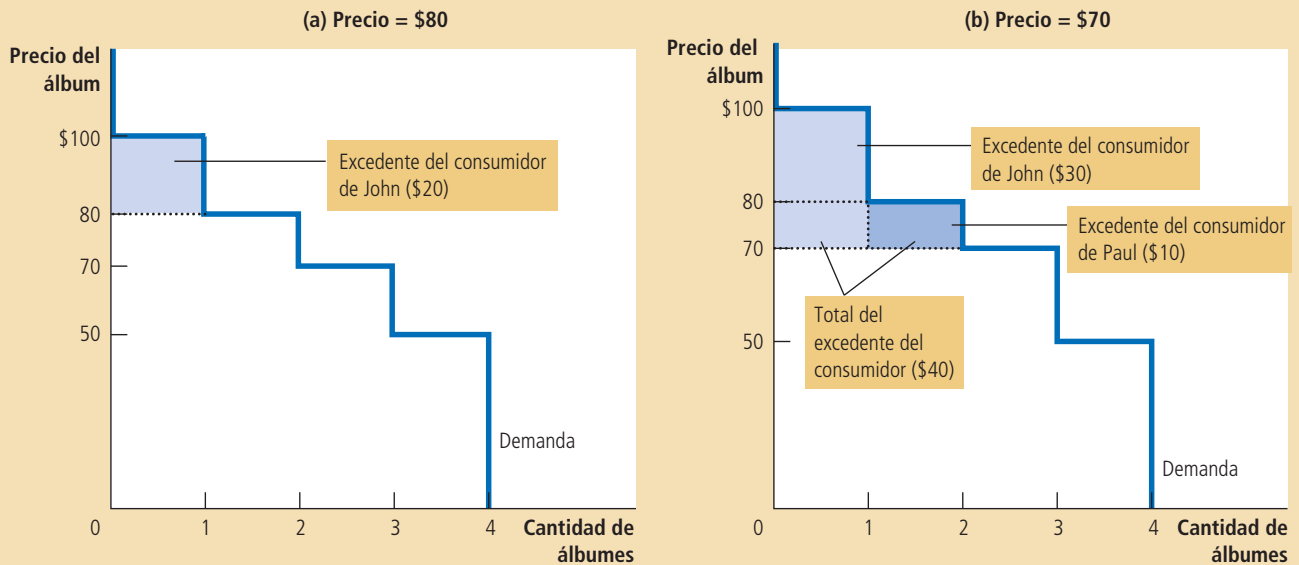 (a) Precio = $80
Precio del
álbum
$100
80
70
50
0
1
2
3
4
Cantidad de
álbumes
Excedente del consumidor
de John ($20)
Demanda
(b) Precio = $70
Precio del
álbum
$100
80
70
50
0
1
2
3
4
Cantidad de
álbumes
Excedente del consumidor
de John ($30)
Excedente del consumidor
de Paul ($10)
Total del
excedente del
consumidor ($40)
Demanda